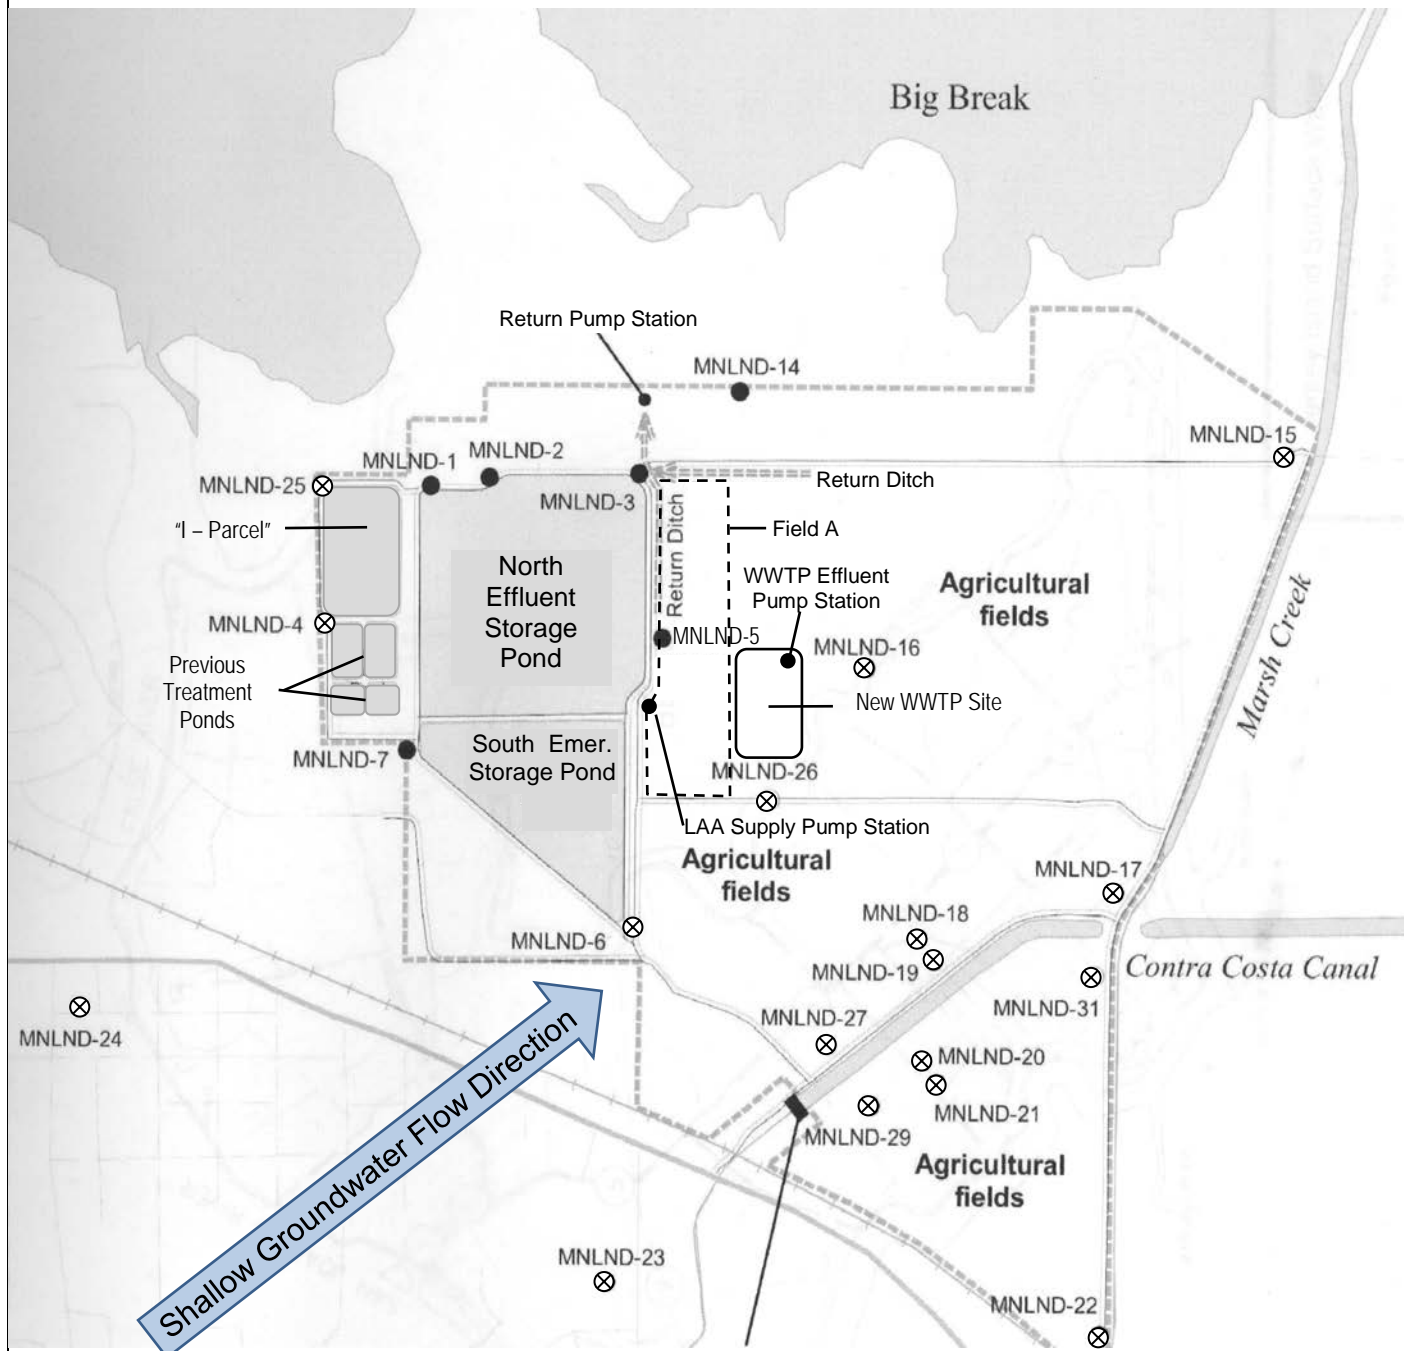 Big Break
Return Pump Station
MNLND-14
MNLND-15
MNLND-1
MNLND-2
MNLND-25
MNLND-3
Return Ditch
"I – Parcel"
Return Ditch
Field A
North
Effluent
Storage
Pond
WWTP Effluent
Pump Station
Agricultural
fields
MNLND-4
MNLND-5
MNLND-16
Marsh Creek
Previous
Treatment
Ponds
New WWTP Site
MNLND-7
South Emer.
Storage Pond
MNLND-26
LAA Supply Pump Station
Agricultural
fields
MNLND-17
MNLND-18
MNLND-6
MNLND-19
Contra Costa Canal
MNLND-31
MNLND-24
MNLND-27
MNLND-20
MNLND-21
MNLND-29
Agricultural
fields
Shallow Groundwater Flow Direction
MNLND-23
MNLND-22